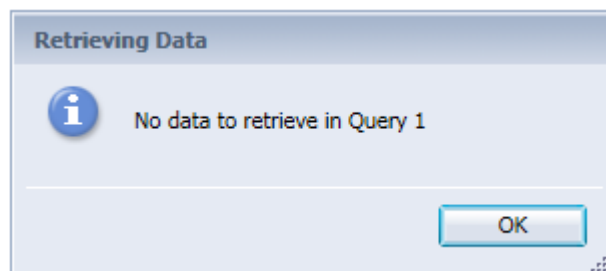 Retrieving Data
No data to retrieve in Query 1
OK